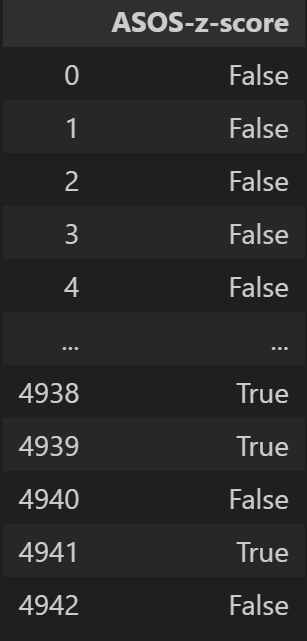 ASOS-z-score
0 False
1 False
2 False
3 False
4 False
... ...
4938 True
4939 True
4940 False
4941 True
4942 False